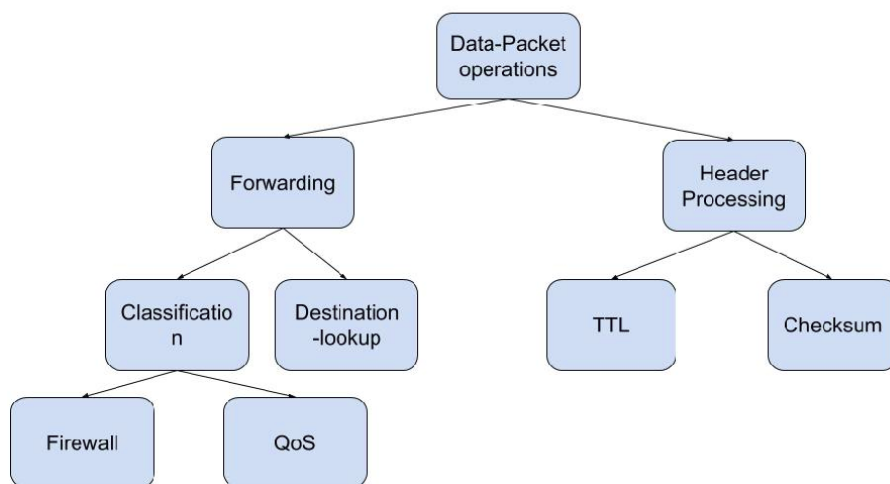 Data-Packet
operations
Forwarding
Header
Processing
Classificatio
n
Destination
-lookup
TTL
Checksum
Firewall
QoS